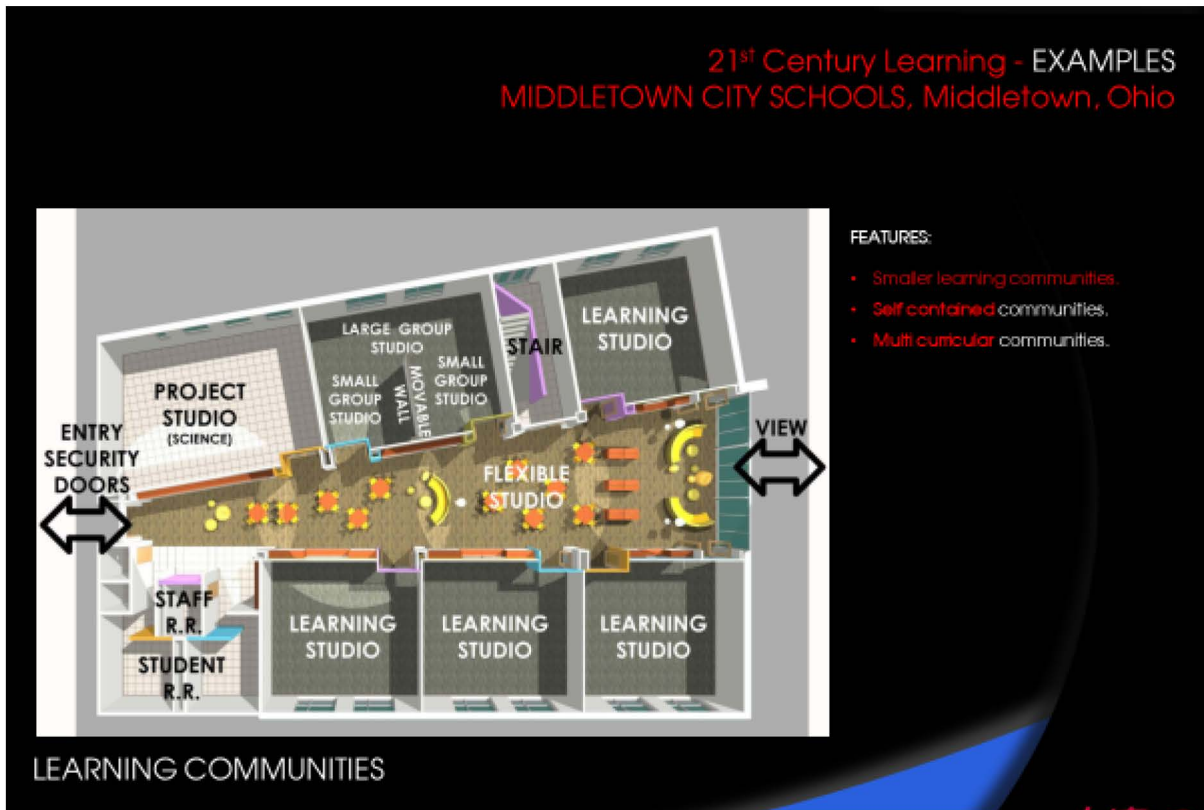 21st Century Learning - EXAMPLES
MIDDLETOWN CITY SCHOOLS, Middletown, Ohio
FEATURES:
• Smaller learning communities.
• Self contained communities.
• Multi curricular communities.
LARGE GROUP
STUDIO
SMALL
GROUP
STUDIO
MOVABLE
WALL
SMALL
GROUP
STUDIO
STAIR
LEARNING
STUDIO
PROJECT
STUDIO
(SCIENCE)
ENTRY
SECURITY
DOORS
FLEXIBLE
STUDIO
VIEW
STAFF
R.R.
STUDENT
R.R.
LEARNING
STUDIO
LEARNING
STUDIO
LEARNING
STUDIO
LEARNING COMMUNITIES